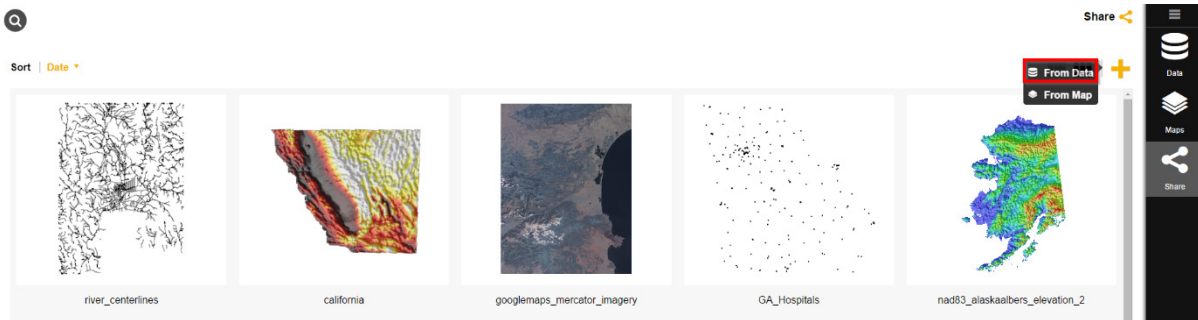 Share
Sort | Date
From Data
From Map
river_centerlines
california
googlemaps_mercator_imagery
GA_Hospitals
nad83_alaskaalbers_elevation_2
Data
Maps
Share